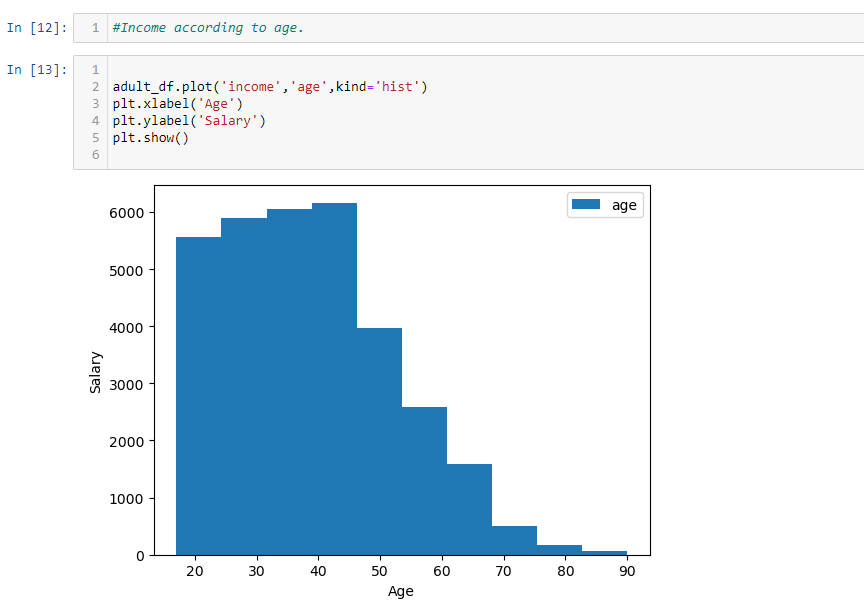 In [12]: 1 #Income according to age.
In [13]: 1
2 adult_df.plot('income','age',kind='hist')
3 plt.xlabel('Age')
4 plt.ylabel('Salary')
5 plt.show()
6
age
6000
5000
4000
3000
2000
1000
0
Salary
20 30 40 50 60 70 80 90
Age